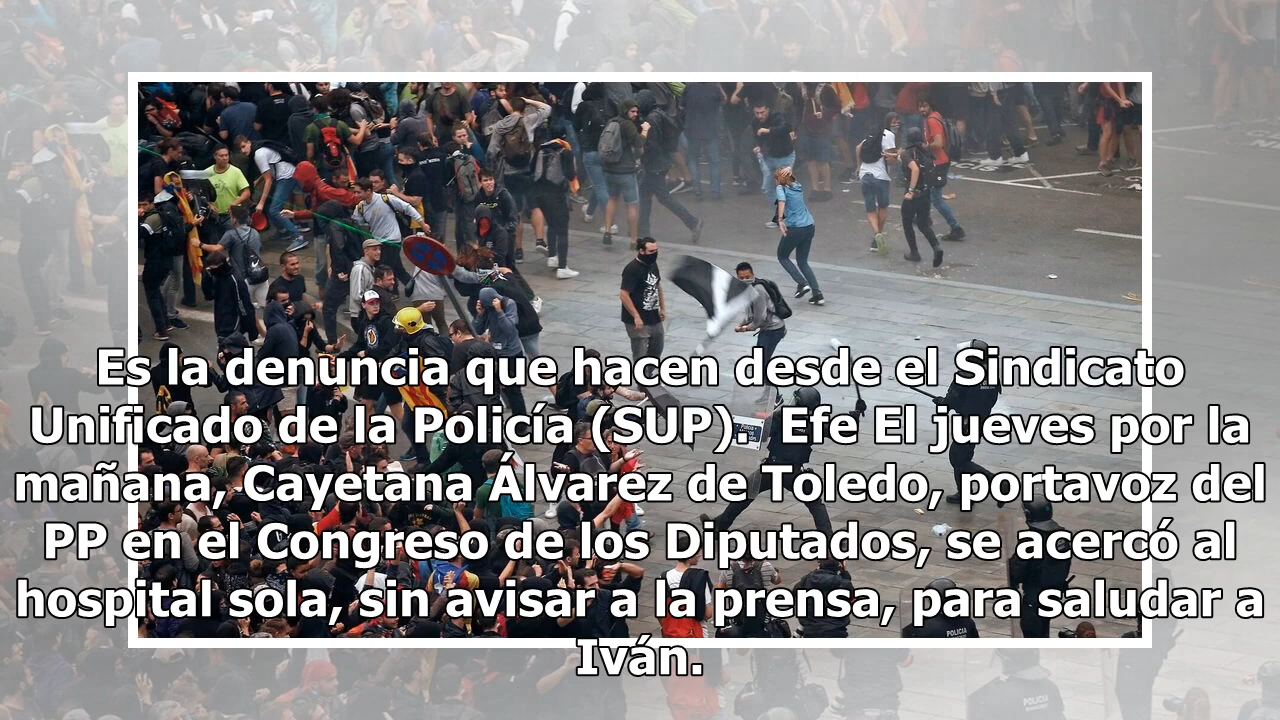 Es la denuncia que hacen desde el Sindicato
Unificado de la Policía (SUP).  Efe El jueves por la
mañana, Cayetana Álvarez de Toledo, portavoz del
PP en el Congreso de los Diputados, se acercó al
hospital sola, sin avisar a la prensa, para saludar a
Iván.
POLICIA
POLICIA